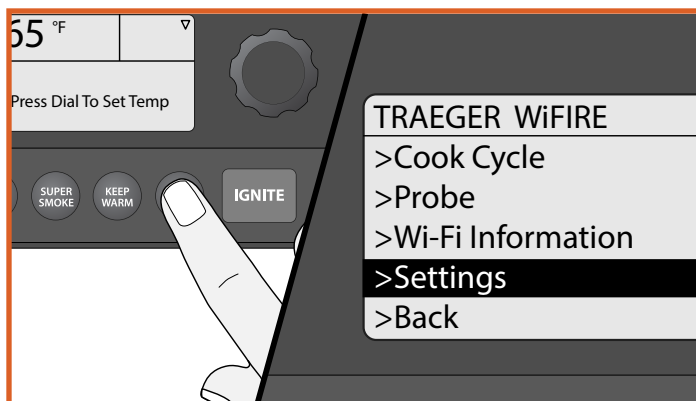 65 °F
Press Dial To Set Temp
SUPER
SMOKE
KEEP
WARM
IGNITE
TRAEGER WiFIRE
>Cook Cycle
>Probe
>Wi-Fi Information
>Settings
>Back